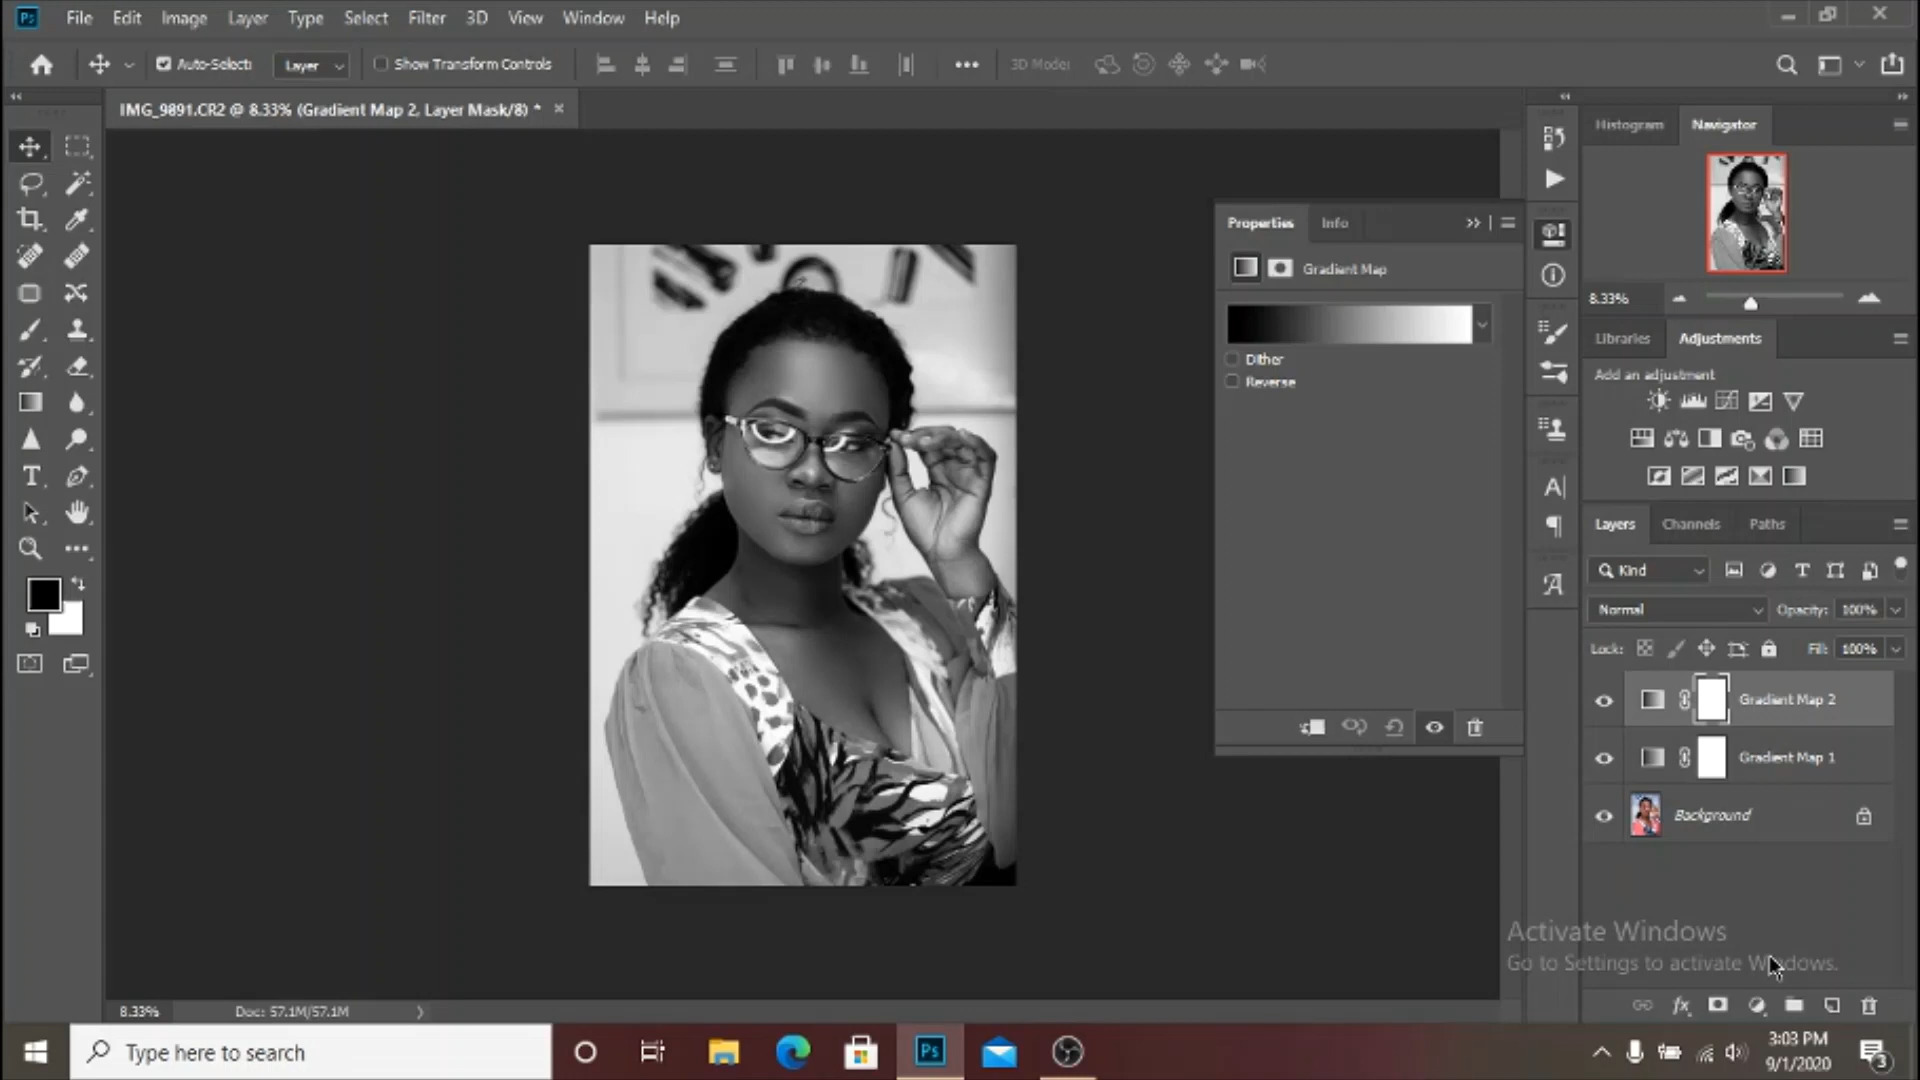 Ps File Edit Image Layer Type Select Filter 3D View Window Help
Auto-Select: Layer Show Transform Controls 3D Mode:
IMG_9891.CR2 @ 8.33% (Gradient Map 2, Layer Mask/8) *
Histogram Navigator
8.33%
Properties Info
Gradient Map
Dither
Reverse
Libraries Adjustments
Add an adjustment
Layers Channels Paths
Kind
Normal Opacity: 100%
Lock: Fill: 100%
Gradient Map 2
Gradient Map 1
Background
Activate Windows
Go to Settings to activate Windows.
8.33% Doc: 57.1M/57.1M
Type here to search
Ps
3:03 PM
9/1/2020
3